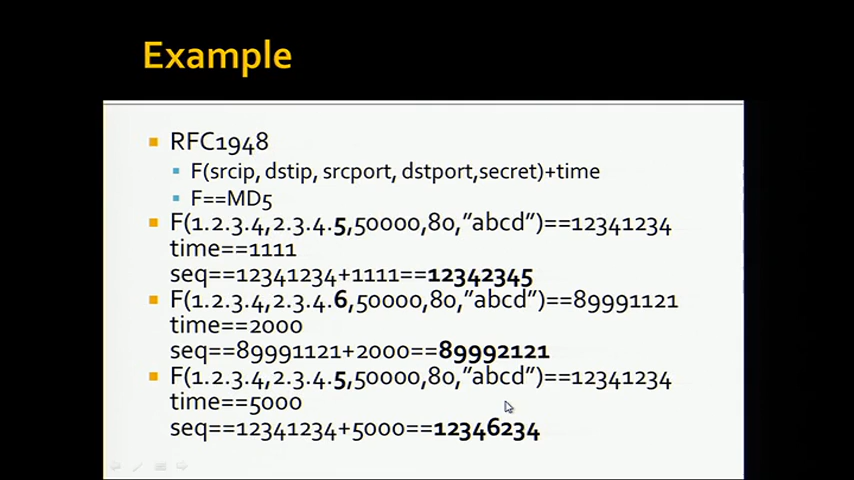 Example
RFC1948
F(srcip, dstip, srcport, dstport,secret)+time
F==MD5
F(1.2.3.4,2.3.4.5,50000,80,”abcd”)==12341234
time==1111
seq==12341234+1111==12342345
F(1.2.3.4,2.3.4.6,50000,80,”abcd”)==89991121
time==2000
seq==89991121+2000==89992121
F(1.2.3.4,2.3.4.5,50000,80,”abcd”)==12341234
time==5000
seq==12341234+5000==12346234